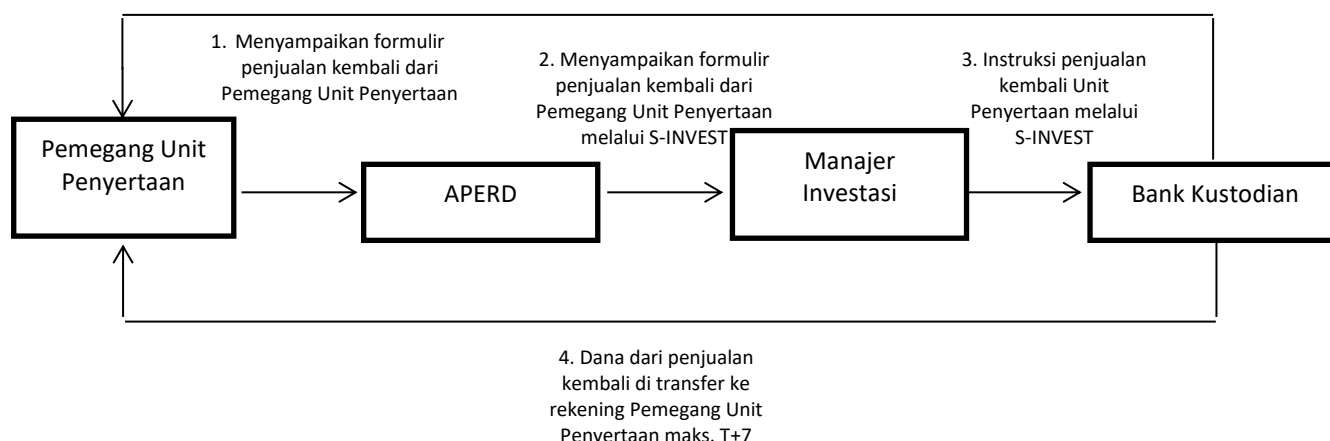 1. Menyampaikan formulir
penjualan kembali dari
Pemegang Unit Penyertaan
2. Menyampaikan formulir
penjualan kembali dari
Pemegang Unit Penyertaan
melalui S-INVEST
3. Instruksi penjualan
kembali Unit
Penyertaan melalui
S-INVEST
Pemegang Unit
Penyertaan
APERD
Manajer
Investasi
Bank Kustodian
4. Dana dari penjualan
kembali di transfer ke
rekening Pemegang Unit
Penyertaan maks. T+7